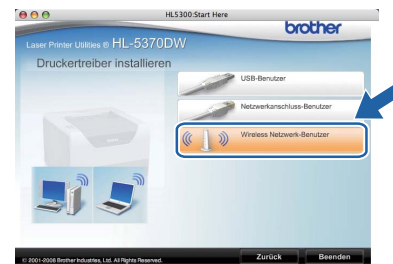 HL5300:Start Here
brother
Laser Printer Utilities ® HL-5370DW
Druckertreiber installieren
USB-Benutzer
Netzwerkanschluss-Benutzer
Wireless Netzwerk-Benutzer
© 2001-2008 Brother Industries, Ltd. All Rights Reserved.
Zurück
Beenden